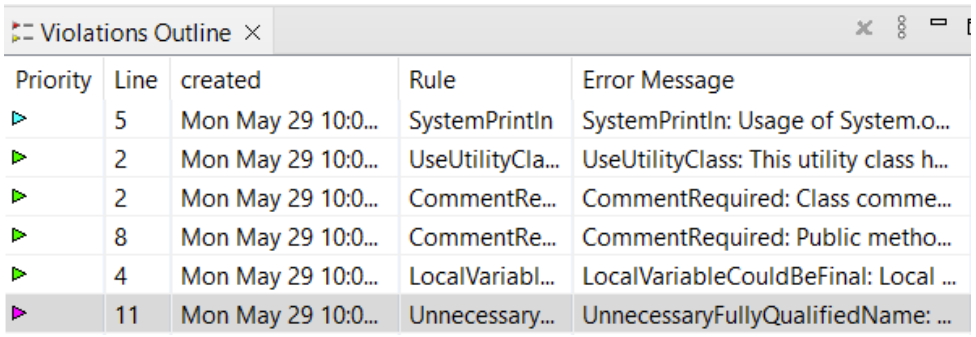 Violations Outline
Priority Line created Rule Error Message
5 Mon May 29 10:0... SystemPrintln SystemPrintln: Usage of System.o...
2 Mon May 29 10:0... UseUtilityCla... UseUtilityClass: This utility class h...
2 Mon May 29 10:0... CommentRe... CommentRequired: Class comme...
8 Mon May 29 10:0... CommentRe... CommentRequired: Public metho...
4 Mon May 29 10:0... LocalVariabl... LocalVariableCouldBeFinal: Local ...
11 Mon May 29 10:0... Unnecessary... UnnecessaryFullyQualifiedName: ...